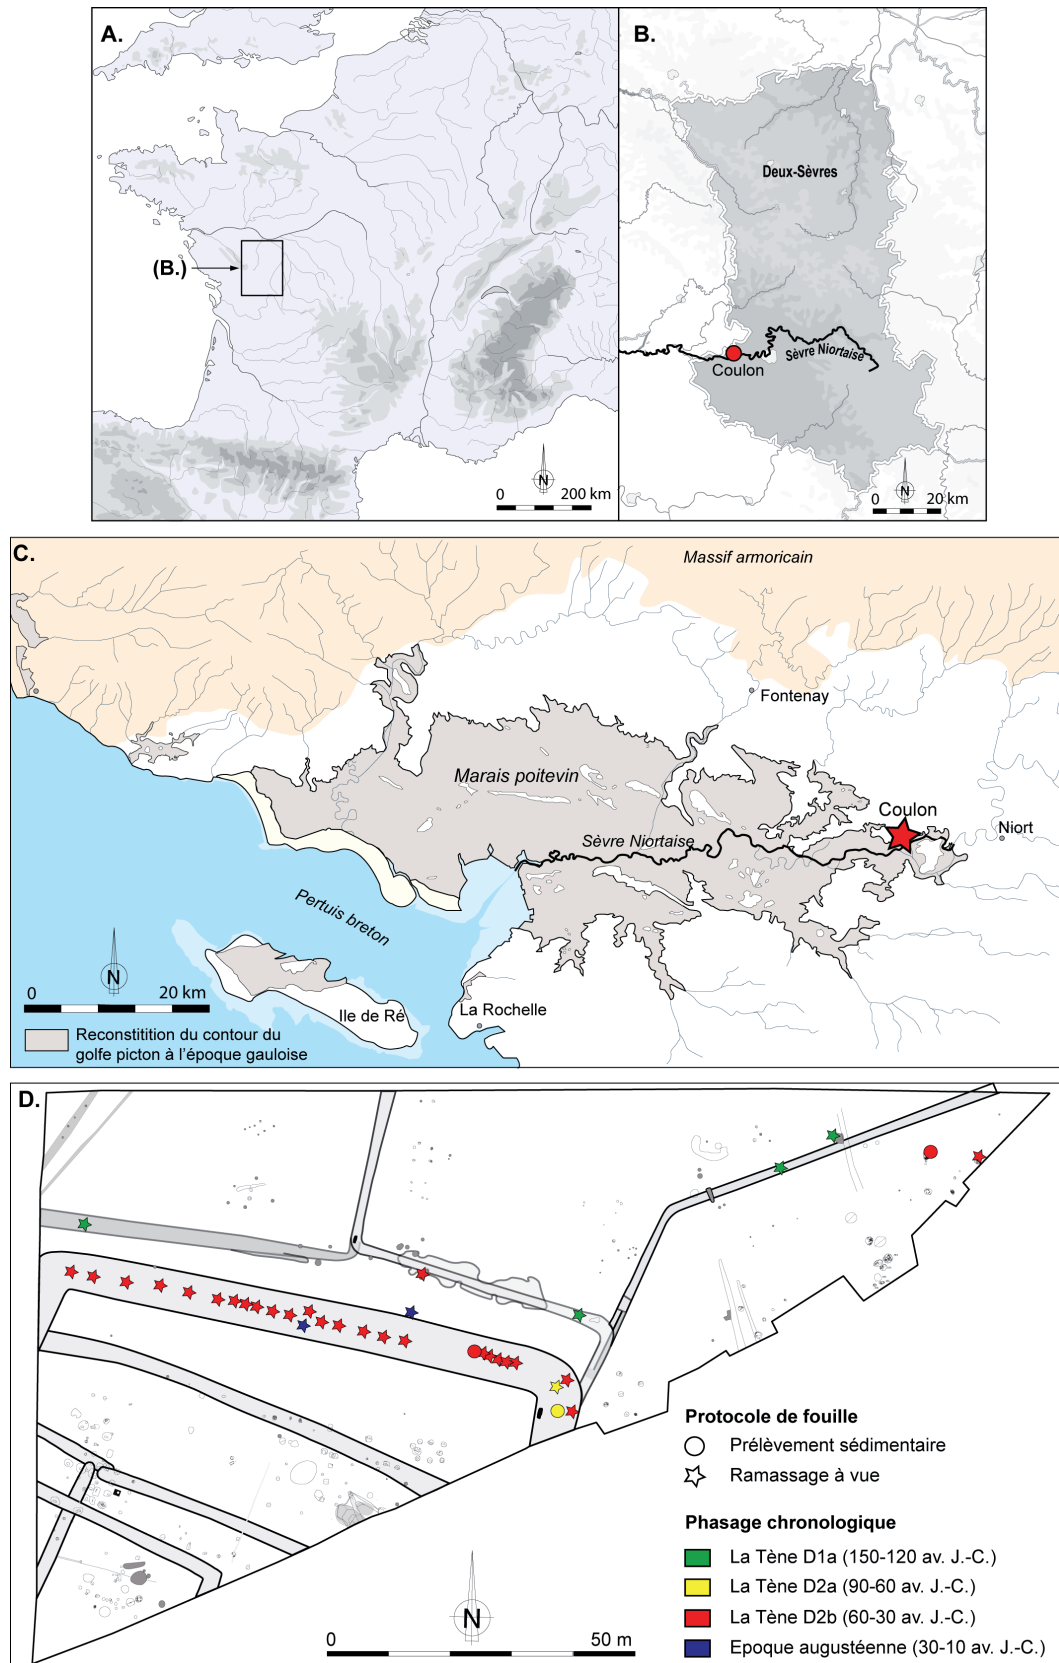 A.
(B.)
N
0 200 km
B.
Deux-Sèvres
Sèvre Niortaise
Coulon
N
0 20 km
C.
Massif armoricain
Fontenay
Marais poitevin
Coulon
Niort
Sèvre Niortaise
Pertuis breton
N
0 20 km
Ile de Ré
La Rochelle
Reconstitition du contour du
golfe picton à l'époque gauloise
D.
Protocole de fouille
Prélèvement sédimentaire
Ramassage à vue
Phasage chronologique
La Tène D1a (150-120 av. J.-C.)
La Tène D2a (90-60 av. J.-C.)
La Tène D2b (60-30 av. J.-C.)
Epoque augustéenne (30-10 av. J.-C.)
N
0 50 m